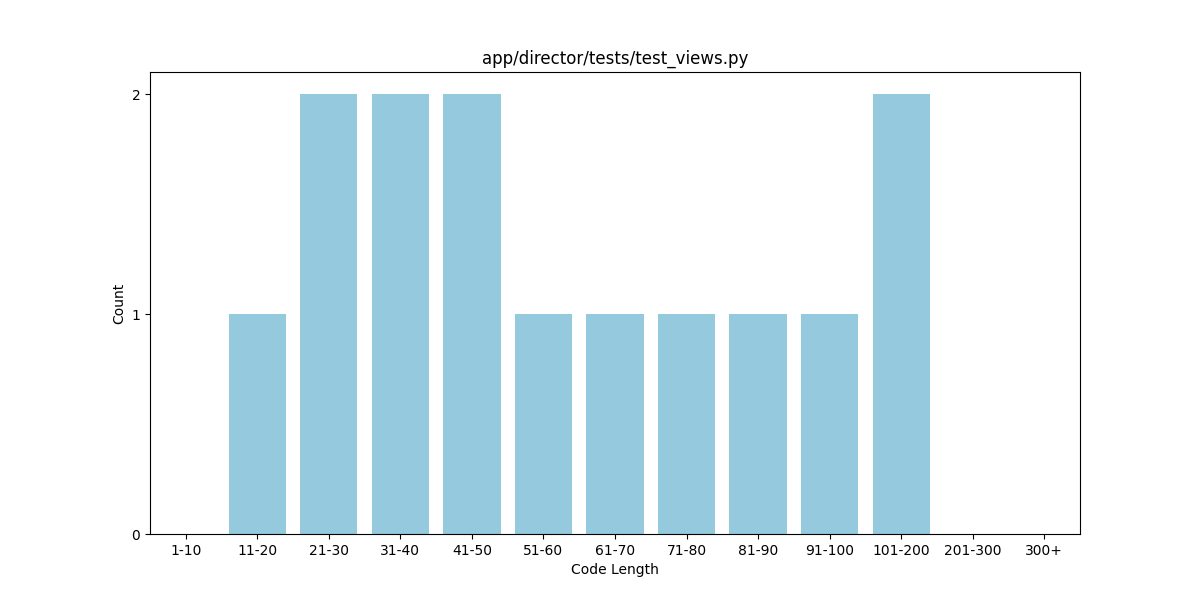 app/director/tests/test_views.py
2
1
0
Count
1-10 11-20 21-30 31-40 41-50 51-60 61-70 71-80 81-90 91-100 101-200 201-300 300+
Code Length